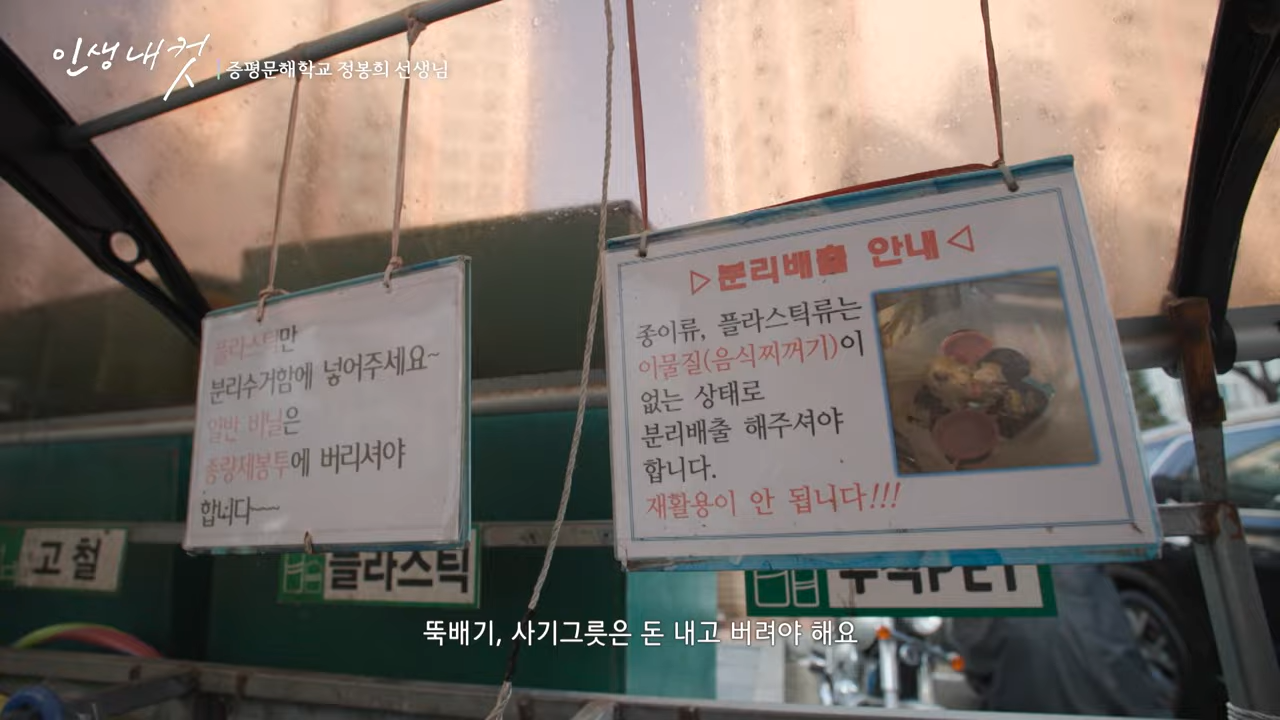 인생 내 컷
증평문해학교 정봉희 선생님
플라스틱만
분리수거함에 넣어주세요~
일반 비닐은
종량제봉투에 버리셔야
합니다~~~
▷분리배출 안내◁
종이류, 플라스틱류는
이물질(음식찌꺼기)이
없는 상태로
분리배출 해주셔야
합니다.
재활용이 안 됩니다!!!
고철
플라스틱
뚝배기, 사기그릇은 돈 내고 버려야 해요